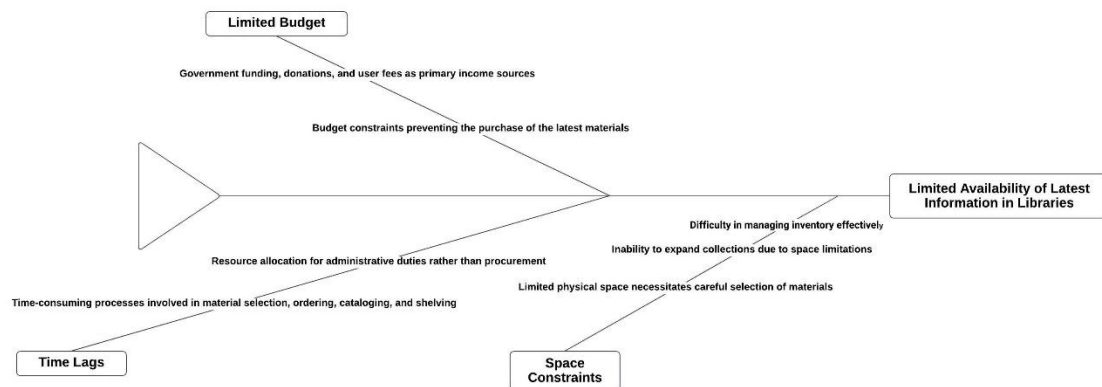 Limited Budget
Government funding, donations, and user fees as primary income sources
Budget constraints preventing the purchase of the latest materials
Limited Availability of Latest
Information in Libraries
Difficulty in managing inventory effectively
Inability to expand collections due to space limitations
Resource allocation for administrative duties rather than procurement
Limited physical space necessitates careful selection of materials
Time-consuming processes involved in material selection, ordering, cataloging, and shelving
Time Lags
Space
Constraints